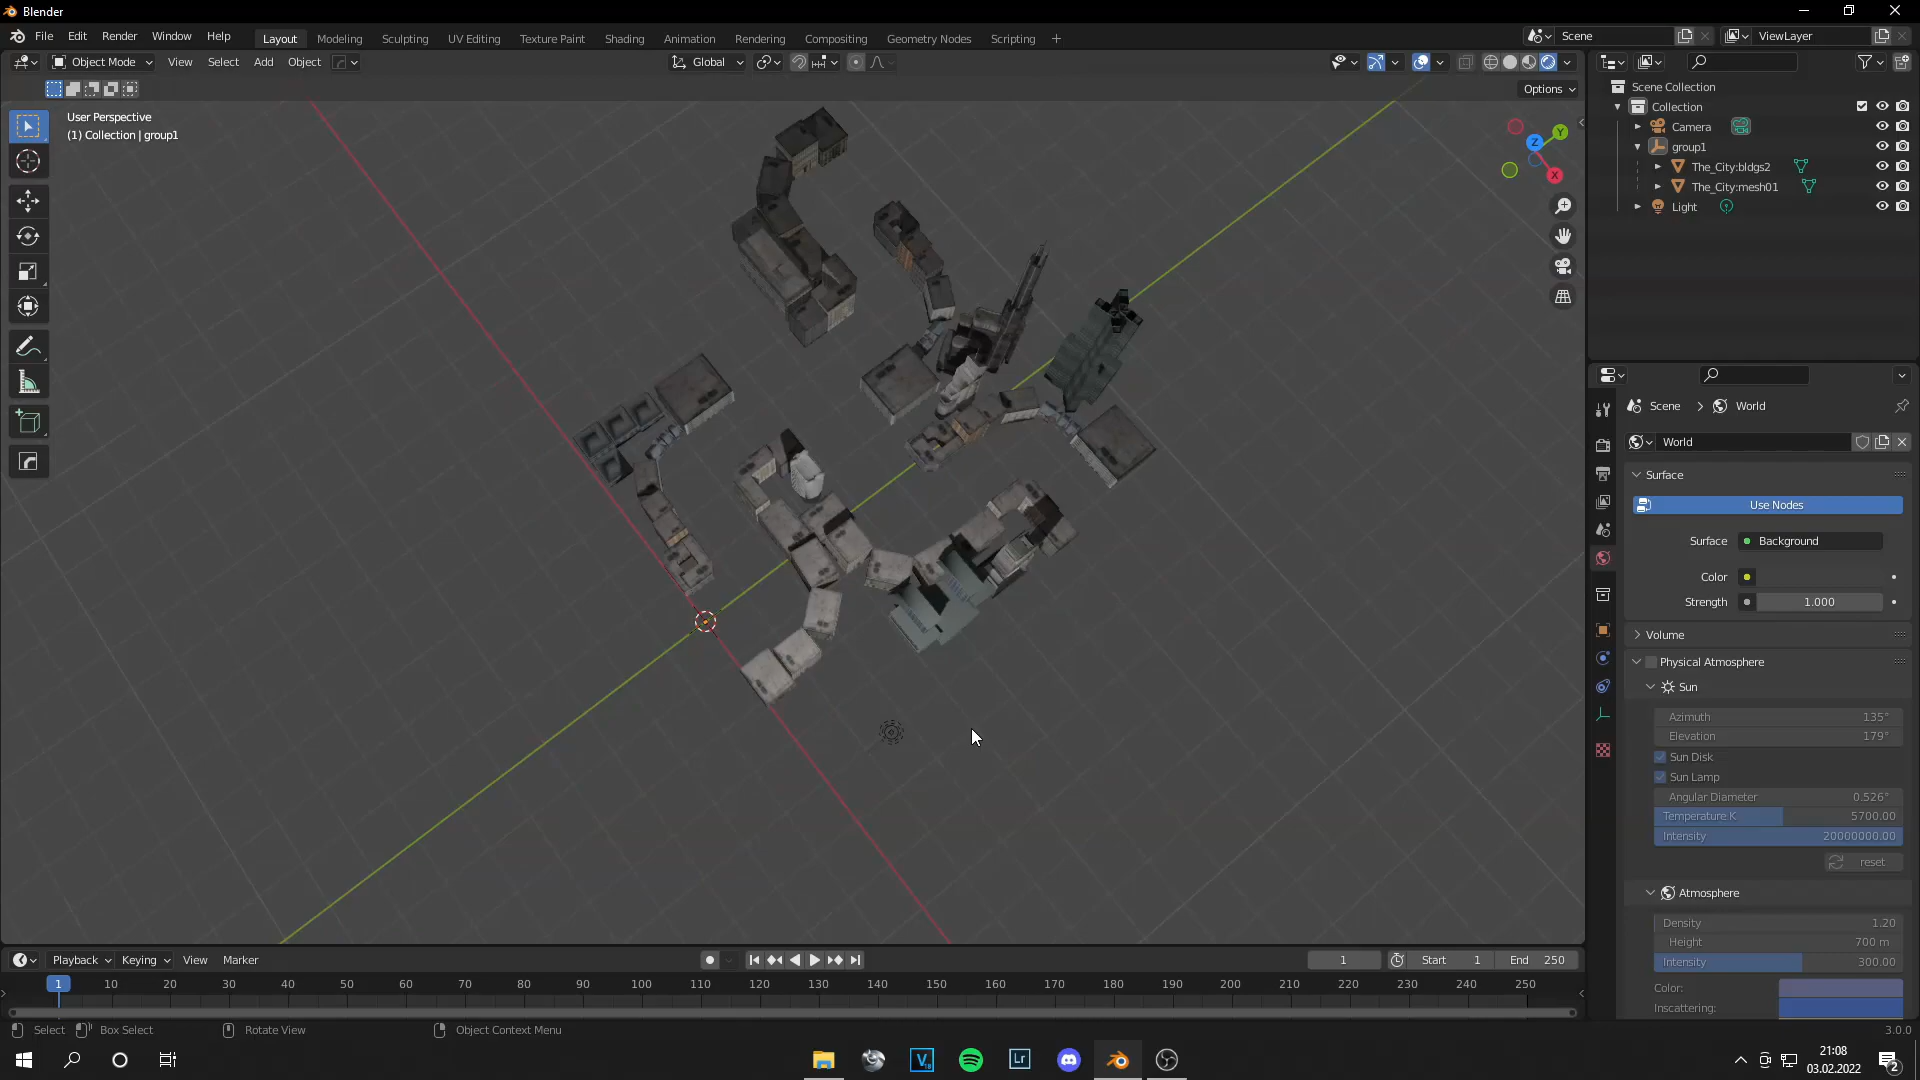 Blender
File Edit Render Window Help
Layout Modeling Sculpting UV Editing Texture Paint Shading Animation Rendering Compositing Geometry Nodes Scripting +
Scene
ViewLayer
Object Mode View Select Add Object
Global
Options
User Perspective
(1) Collection | group1
Z
Y
X
Scene Collection
Collection
Camera
group1
The_City:bldgs2
The_City:mesh01
Light
Scene > World
World
Surface
Use Nodes
Surface Background
Color
Strength 1.000
Volume
Physical Atmosphere
Sun
Azimuth 135°
Elevation 179°
Sun Disk
Sun Lamp
Angular Diameter 0.526°
Temperature K 5700.00
Intensity 20000000.00
reset
Atmosphere
Density 1.20
Height 700 m
Intensity 300.00
Color:
Inscattering:
Playback Keying View Marker
1 Start 1 End 250
1 10 20 30 40 50 60 70 80 90 100 110 120 130 140 150 160 170 180 190 200 210 220 230 240 250
Select Box Select Rotate View Object Context Menu
3.0.0
V
18
Lr
21:08
03.02.2022
2